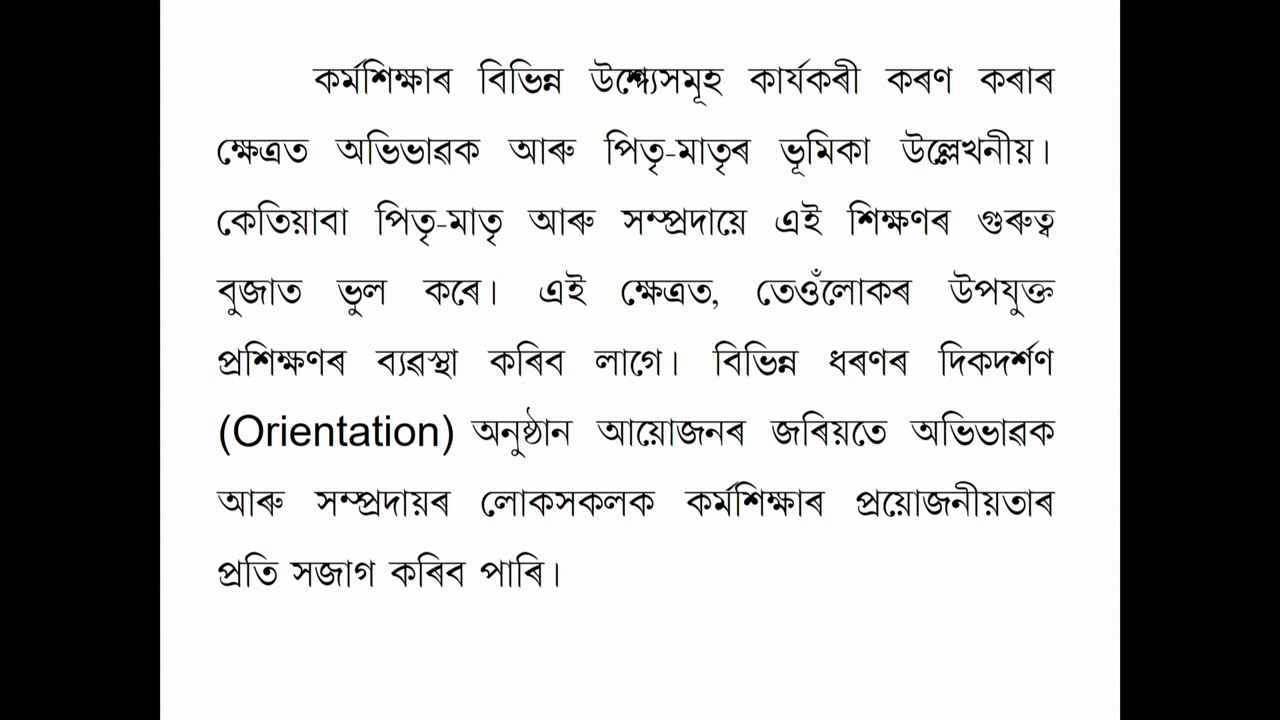 কৰ্মশিক্ষাৰ বিভিন্ন উদ্দ্যেসমূহ কাৰ্যকৰী কৰণ কৰাৰ
ক্ষেত্ৰত অভিভাৱক আৰু পিতৃ-মাতৃৰ ভূমিকা উল্লেখনীয়।
কেতিয়াবা পিতৃ-মাতৃ আৰু সম্প্ৰদায়ে এই শিক্ষণৰ গুৰুত্ব
বুজাত ভুল কৰে। এই ক্ষেত্ৰত, তেওঁলোকৰ উপযুক্ত
প্ৰশিক্ষণৰ ব্যৱস্থা কৰিব লাগে। বিভিন্ন ধৰণৰ দিকদৰ্শণ
(Orientation) অনুষ্ঠান আয়োজনৰ জৰিয়তে অভিভাৱক
আৰু সম্প্ৰদায়ৰ লোকসকলক কৰ্মশিক্ষাৰ প্ৰয়োজনীয়তাৰ
প্ৰতি সজাগ কৰিব পাৰি।